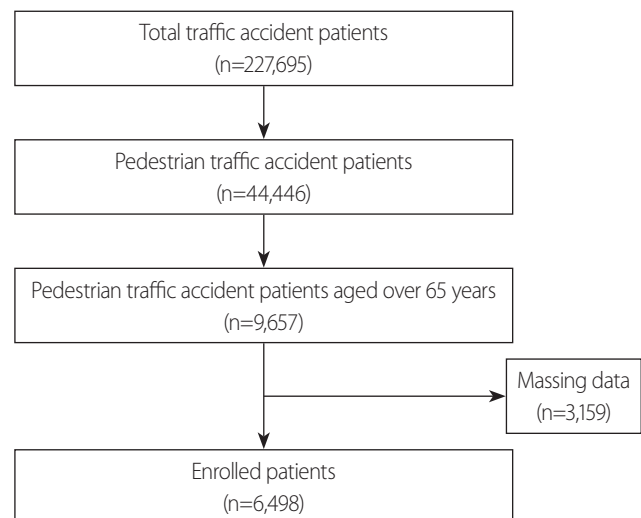 Total traffic accident patients
(n=227,695)
Pedestrian traffic accident patients
(n=44,446)
Pedestrian traffic accident patients aged over 65 years
(n=9,657)
Massing data
(n=3,159)
Enrolled patients
(n=6,498)